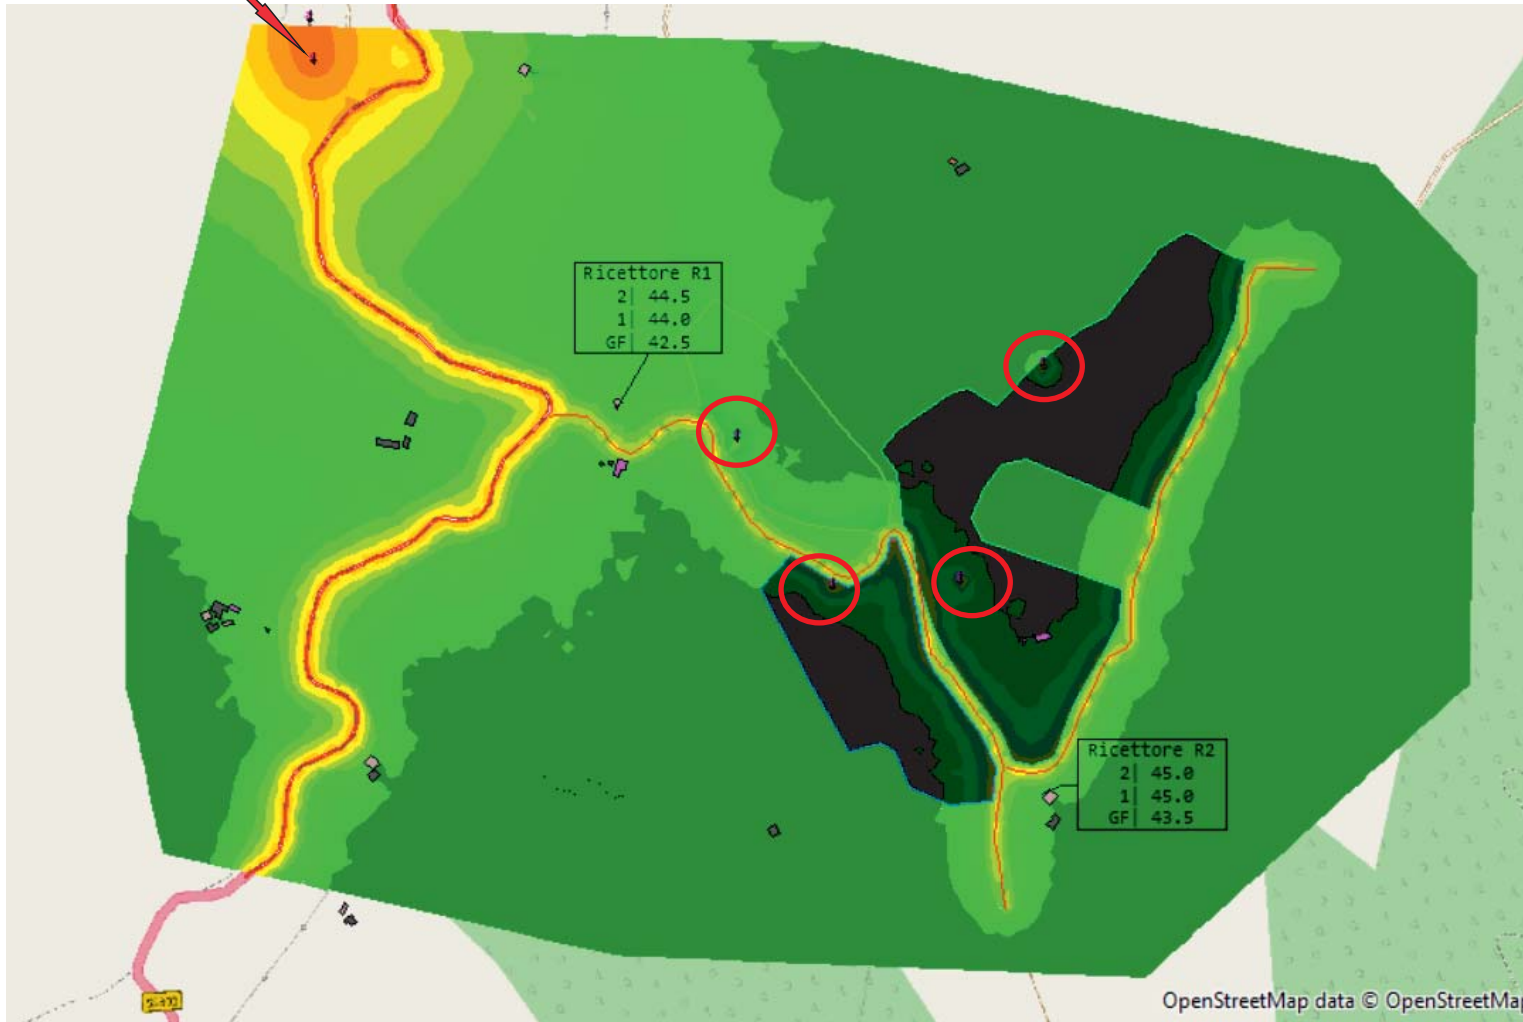 Ricettore R1
2| 44.5
1| 44.0
GF| 42.5
Ricettore R2
2| 45.0
1| 45.0
GF| 43.5
OpenStreetMap data © OpenStreetMap